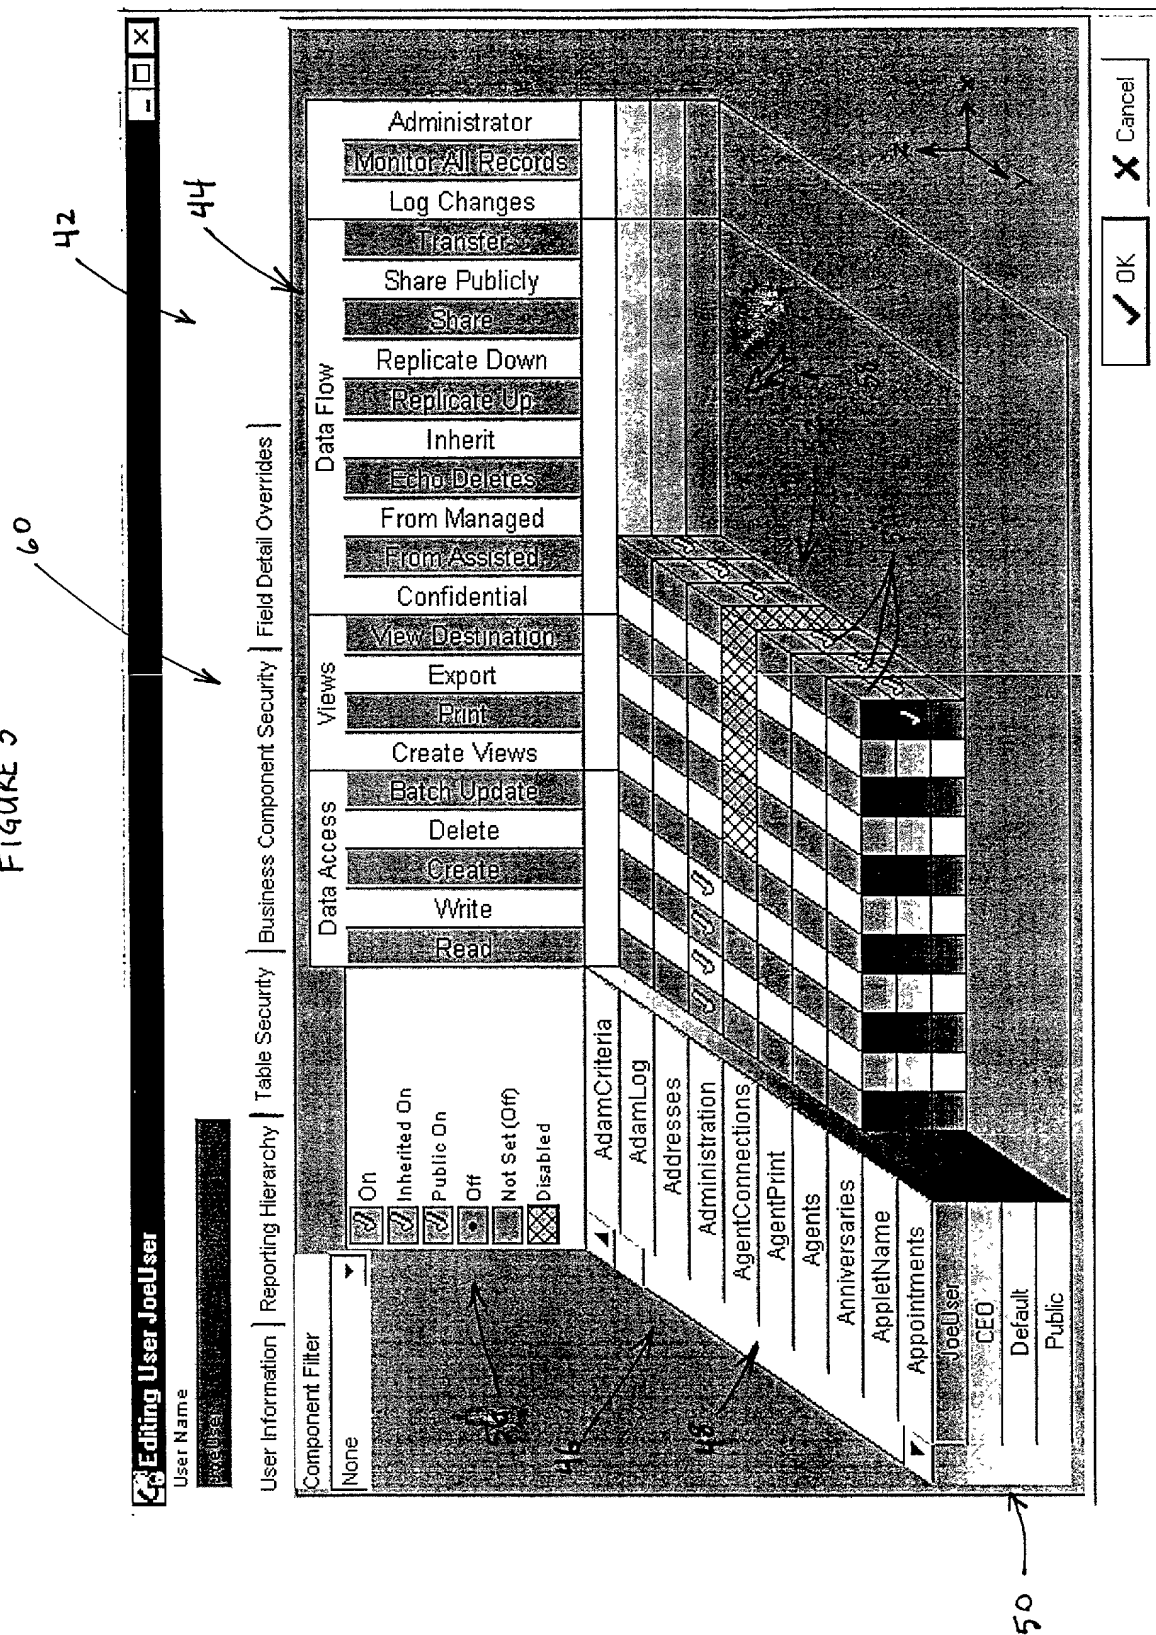 60
42
44
Editing User JoeUser
User Name
JoeUser
User Information
Reporting Hierarchy
Table Security
Business Component Security
Field Detail Overrides
Component Filter
None
On
Inherited On
Public On
Off
Not Set (Off)
Disabled
Data Access
Views
Data Flow
Read
Write
Create
Delete
Batch Update
Create Views
Print
Export
View Destination
Confidential
From Assisted
From Managed
Echo Deletes
Inherit
Replicate Up
Replicate Down
Share
Share Publicly
Transfer
Log Changes
Monitor All Records
Administrator
AdamCriteria
AdamLog
Addresses
Administration
AgentConnections
AgentPrint
Agents
Anniversaries
AppletName
Appointments
JoeUser
CEO
Default
Public
46
48
50
Z
X
Y
OK
Cancel